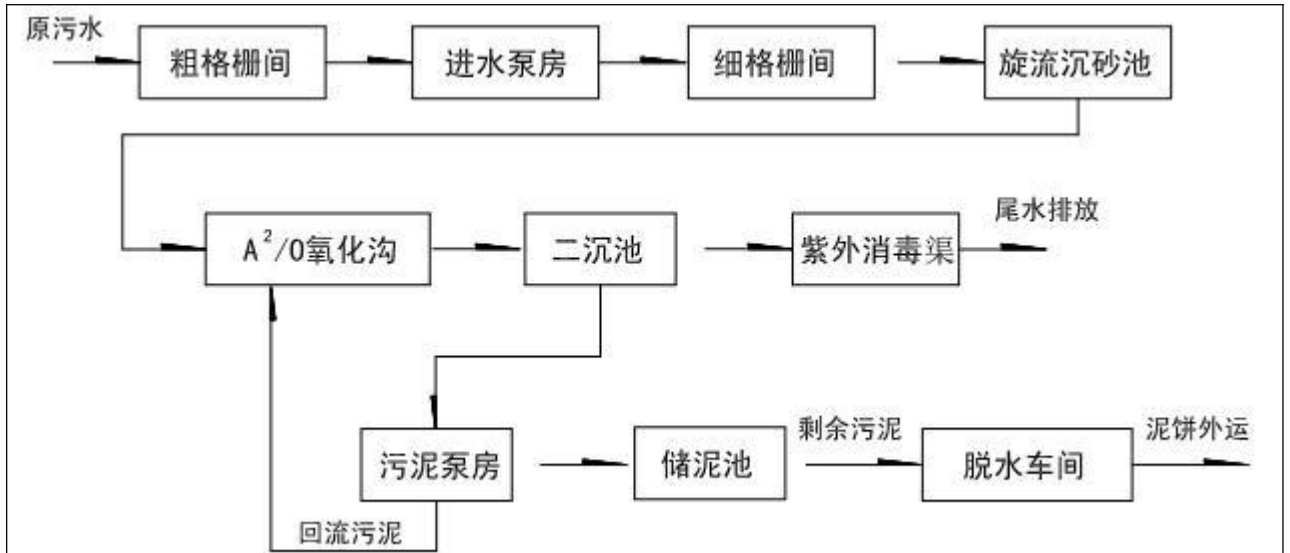 原污水
粗格栅间
进水泵房
细格栅间
旋流沉砂池
A²/O氧化沟
二沉池
紫外消毒渠
尾水排放
污泥泵房
储泥池
剩余污泥
脱水车间
泥饼外运
回流污泥